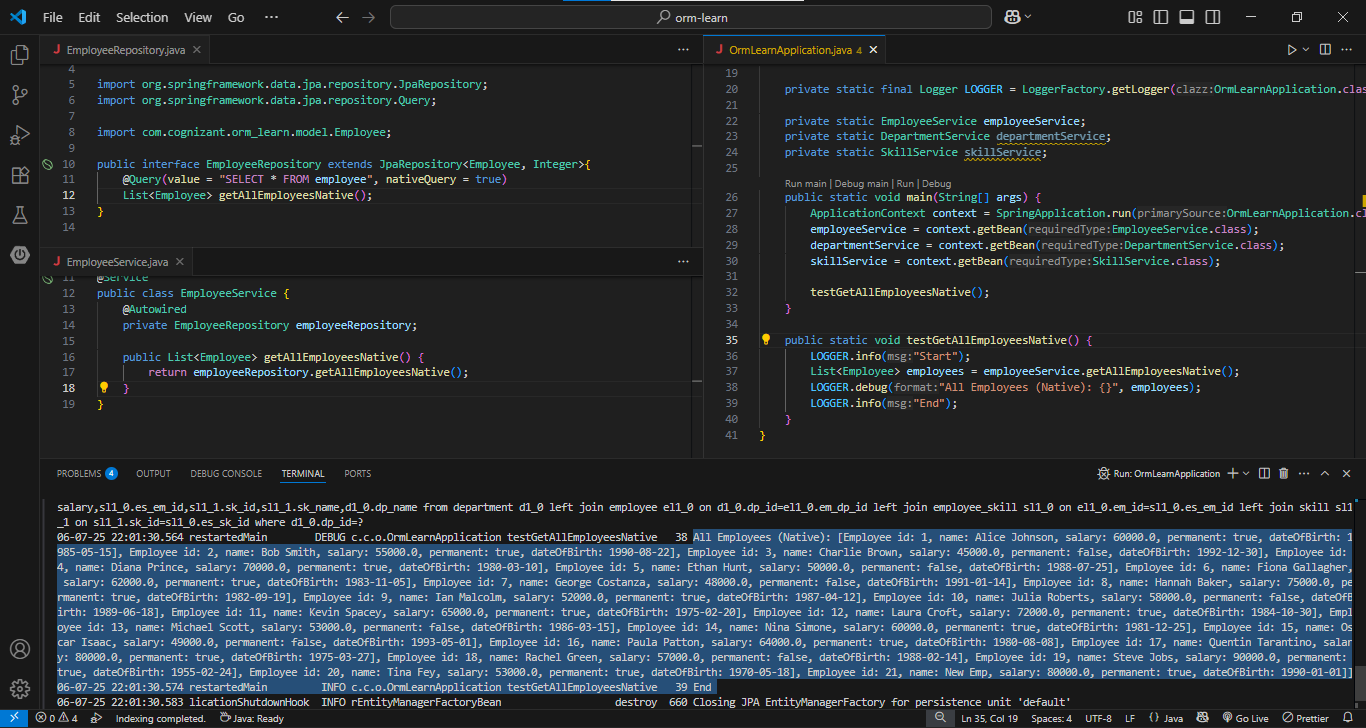 File Edit Selection View Go ··· orm-learn
EmployeeRepository.java
4
5 import org.springframework.data.jpa.repository.JpaRepository;
6 import org.springframework.data.jpa.repository.Query;
7
8 import com.cognizant.orm_learn.model.Employee;
9
10 public interface EmployeeRepository extends JpaRepository<Employee, Integer>{
11 @Query(value = "SELECT * FROM employee", nativeQuery = true)
12 List<Employee> getAllEmployeesNative();
13 }
14
EmployeeService.java
11 @Service
12 public class EmployeeService {
13 @Autowired
14 private EmployeeRepository employeeRepository;
15
16 public List<Employee> getAllEmployeesNative() {
17 return employeeRepository.getAllEmployeesNative();
18 }
19 }
OrmLearnApplication.java 4
19
20 private static final Logger LOGGER = LoggerFactory.getLogger(clazz:OrmLearnApplication.clas
21
22 private static EmployeeService employeeService;
23 private static DepartmentService departmentService;
24 private static SkillService skillService;
25
Run main | Debug main | Run | Debug
26 public static void main(String[] args) {
27 ApplicationContext context = SpringApplication.run(primarySource:OrmLearnApplication.cl
28 employeeService = context.getBean(requiredType:EmployeeService.class);
29 departmentService = context.getBean(requiredType:DepartmentService.class);
30 skillService = context.getBean(requiredType:SkillService.class);
31
32 testGetAllEmployeesNative();
33 }
34
35 public static void testGetAllEmployeesNative() {
36 LOGGER.info(msg:"Start");
37 List<Employee> employees = employeeService.getAllEmployeesNative();
38 LOGGER.debug(format:"All Employees (Native): {}", employees);
39 LOGGER.info(msg:"End");
40 }
41 }
PROBLEMS 4 OUTPUT DEBUG CONSOLE TERMINAL PORTS Run: OrmLearnApplication
salary,sl1_0.es_em_id,sl1_1.sk_id,sl1_1.sk_name,d1_0.dp_name from department d1_0 left join employee el1_0 on d1_0.dp_id=el1_0.em_dp_id left join employee_skill sl1_0 on el1_0.em_id=sl1_0.es_em_id left join skill sl1
_1 on sl1_1.sk_id=sl1_0.es_sk_id where d1_0.dp_id=?
06-07-25 22:01:30.564 restartedMain DEBUG c.c.o.OrmLearnApplication testGetAllEmployeesNative 38 All Employees (Native): [Employee id: 1, name: Alice Johnson, salary: 60000.0, permanent: true, dateOfBirth: 1
985-05-15], Employee id: 2, name: Bob Smith, salary: 55000.0, permanent: true, dateOfBirth: 1990-08-22], Employee id: 3, name: Charlie Brown, salary: 45000.0, permanent: false, dateOfBirth: 1992-12-30], Employee id:
4, name: Diana Prince, salary: 70000.0, permanent: true, dateOfBirth: 1980-03-10], Employee id: 5, name: Ethan Hunt, salary: 50000.0, permanent: false, dateOfBirth: 1988-07-25], Employee id: 6, name: Fiona Gallagher,
salary: 62000.0, permanent: true, dateOfBirth: 1983-11-05], Employee id: 7, name: George Costanza, salary: 48000.0, permanent: false, dateOfBirth: 1991-01-14], Employee id: 8, name: Hannah Baker, salary: 75000.0, pe
rmanent: true, dateOfBirth: 1982-09-19], Employee id: 9, name: Ian Malcolm, salary: 52000.0, permanent: true, dateOfBirth: 1987-04-12], Employee id: 10, name: Julia Roberts, salary: 58000.0, permanent: false, dateOfB
irth: 1989-06-18], Employee id: 11, name: Kevin Spacey, salary: 65000.0, permanent: true, dateOfBirth: 1975-02-20], Employee id: 12, name: Laura Croft, salary: 72000.0, permanent: true, dateOfBirth: 1984-10-30], Empl
oyee id: 13, name: Michael Scott, salary: 53000.0, permanent: false, dateOfBirth: 1986-03-15], Employee id: 14, name: Nina Simone, salary: 60000.0, permanent: true, dateOfBirth: 1981-12-25], Employee id: 15, name: Os
car Isaac, salary: 49000.0, permanent: false, dateOfBirth: 1993-05-01], Employee id: 16, name: Paula Patton, salary: 64000.0, permanent: true, dateOfBirth: 1980-08-08], Employee id: 17, name: Quentin Tarantino, salar
y: 80000.0, permanent: true, dateOfBirth: 1975-03-27], Employee id: 18, name: Rachel Green, salary: 57000.0, permanent: false, dateOfBirth: 1988-02-14], Employee id: 19, name: Steve Jobs, salary: 90000.0, permanent:
true, dateOfBirth: 1955-02-24], Employee id: 20, name: Tina Fey, salary: 53000.0, permanent: true, dateOfBirth: 1970-05-18], Employee id: 21, name: New Emp, salary: 80000.0, permanent: true, dateOfBirth: 1990-01-01]]
06-07-25 22:01:30.574 restartedMain INFO c.c.o.OrmLearnApplication testGetAllEmployeesNative 39 End
06-07-25 22:01:30.583 licationShutdownHook INFO rEntityManagerFactoryBean destroy 660 Closing JPA EntityManagerFactory for persistence unit 'default'
0 4 Indexing completed. Java: Ready Ln 35, Col 19 Spaces: 4 UTF-8 LF {} Java Go Live Prettier